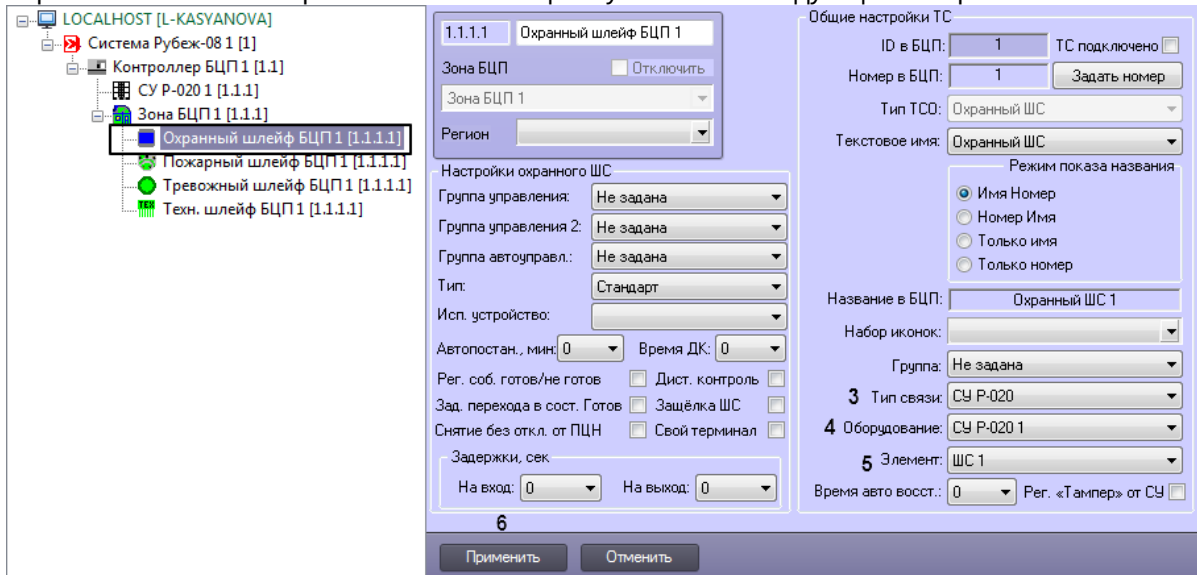 LOCALHOST [L-KASYANOVA]
Система Рубеж-08 1 [1]
Контроллер БЦП 1 [1.1]
СУ Р-020 1 [1.1.1]
Зона БЦП 1 [1.1.1]
Охранный шлейф БЦП 1 [1.1.1.1]
Пожарный шлейф БЦП 1 [1.1.1.1]
Тревожный шлейф БЦП 1 [1.1.1.1]
Техн. шлейф БЦП 1 [1.1.1.1]
1.1.1.1 Охранный шлейф БЦП 1
Зона БЦП Отключить
Зона БЦП 1
Регион
Настройки охранного ШС
Группа управления: Не задана
Группа управления 2: Не задана
Группа автоуправл.: Не задана
Тип: Стандарт
Исп. устройство:
Автопостан., мин: 0 Время ДК: 0
Рег. соб. готов/не готов Дист. контроль
Зад. перехода в сост. Готов Защёлка ШС
Снятие без откл. от ПЦН Свой терминал
Задержки, сек
На вход: 0 На выход: 0
6
Применить Отменить
Общие настройки ТС
ID в БЦП: 1 ТС подключено
Номер в БЦП: 1 Задать номер
Тип ТСО: Охранный ШС
Текстовое имя: Охранный ШС
Режим показа названия
Имя Номер
Номер Имя
Только имя
Только номер
Название в БЦП: Охранный ШС 1
Набор иконок:
Группа: Не задана
3 Тип связи: СУ Р-020
4 Оборудование: СУ Р-020 1
5 Элемент: ШС 1
Время авто восст.: 0 Рег. «Тампер» от СУ